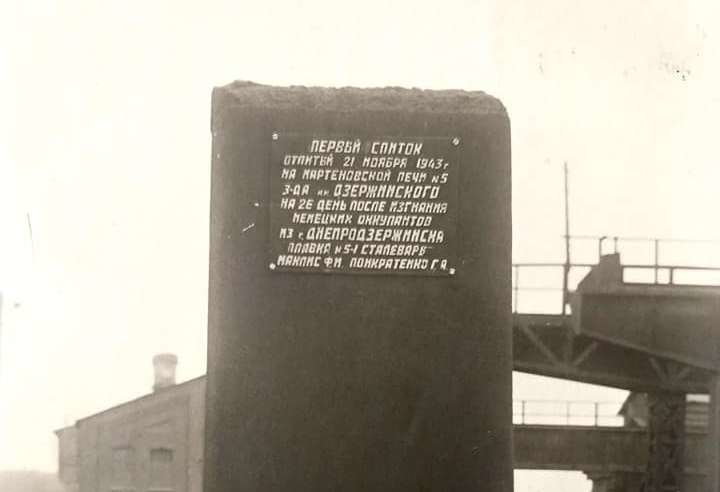 ПЕРВЫЙ СЛИТОК
ОТЛИТЫЙ 21 НОЯБРЯ 1943 г.
НА МАРТЕНОВСКОЙ ПЕЧИ №5
З-ДА им. ДЗЕРЖИНСКОГО
НА 26 ДЕНЬ ПОСЛЕ ИЗГНАНИЯ
НЕМЕЦКИХ ОККУПАНТОВ
ИЗ г. ДНЕПРОДЗЕРЖИНСКА
ПЛАВКА №5-1 СТАЛЕВАРЫ
МАКЛИС Ф.М. ПОНКРАТЕНКО Г.Я.